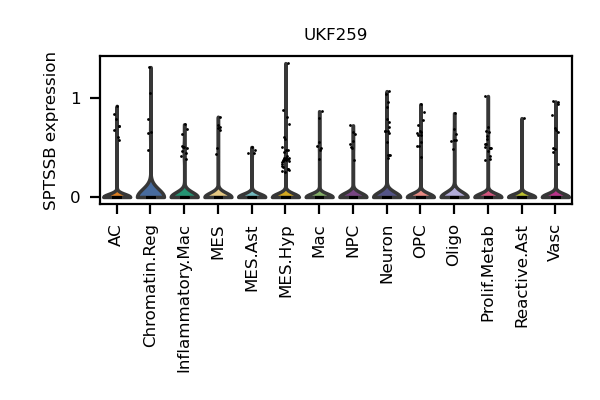 UKF259
SPTSSB expression
1
0
AC
Chromatin.Reg
Inflammatory.Mac
MES
MES.Ast
MES.Hyp
Mac
NPC
Neuron
OPC
Oligo
Prolif.Metab
Reactive.Ast
Vasc